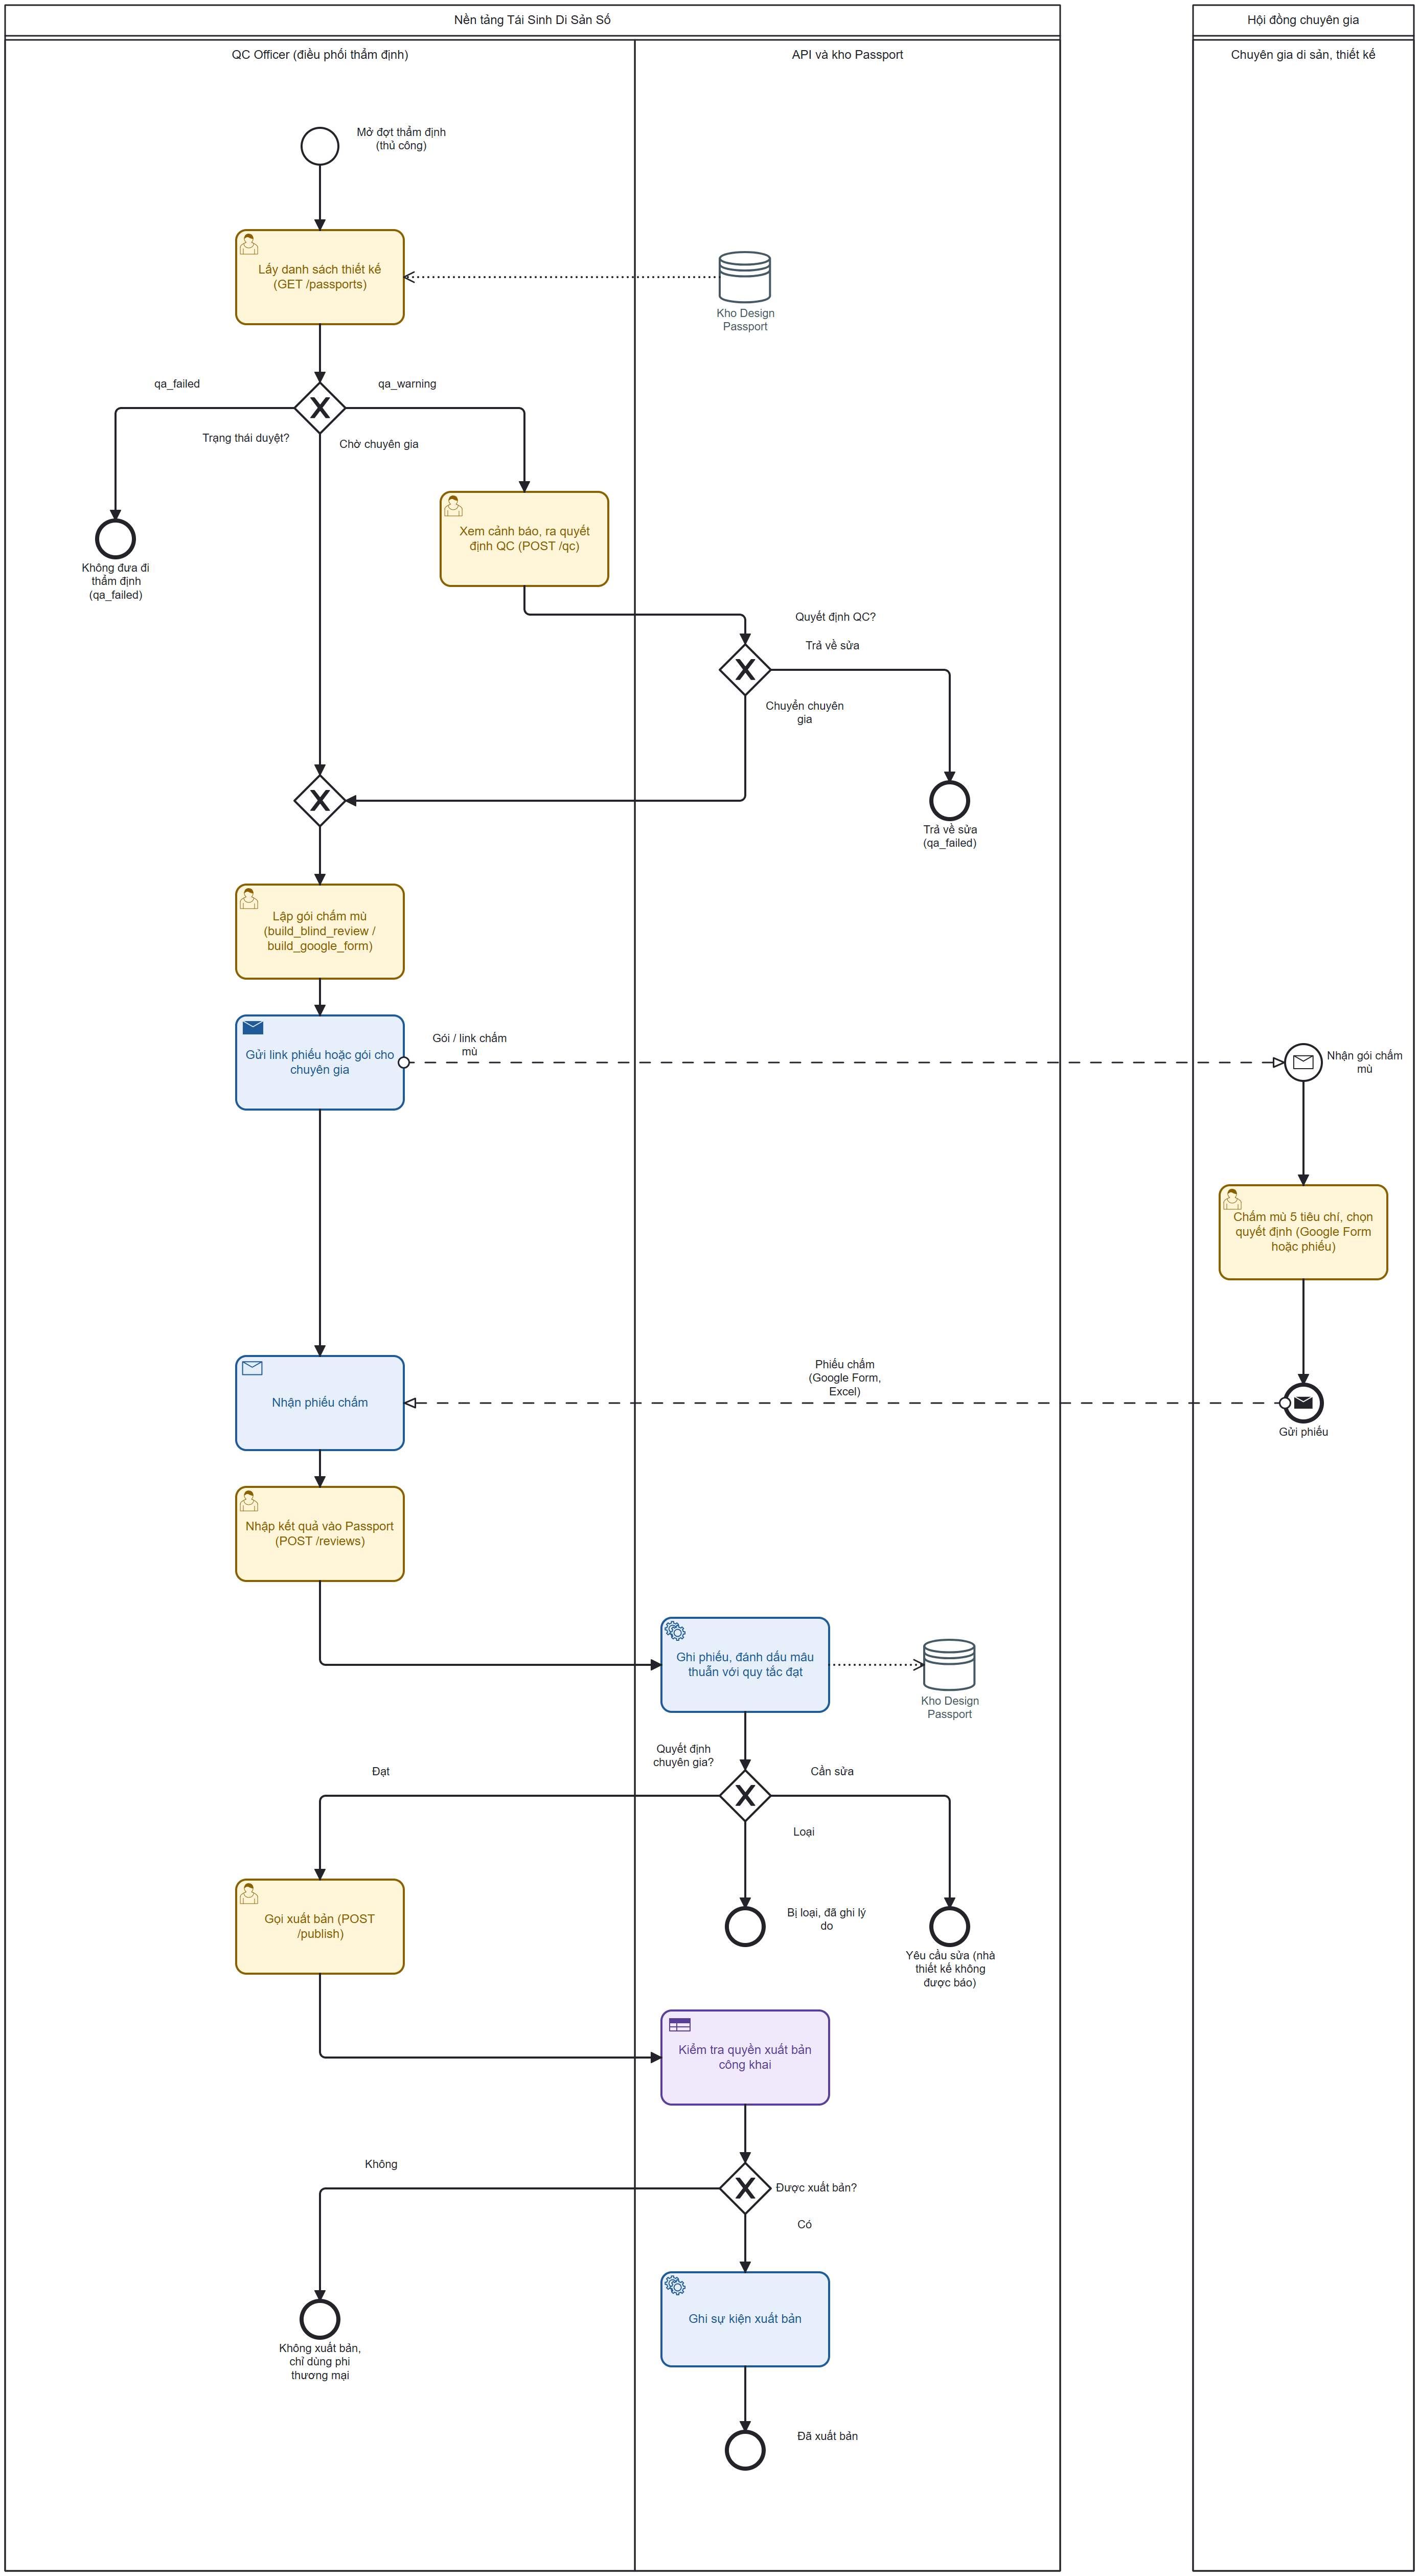 Nền tảng Tái Sinh Di Sản Số
Hội đồng chuyên gia
QC Officer (điều phối thẩm định)
API và kho Passport
Chuyên gia di sản, thiết kế
Mở đợt thẩm định
(thủ công)
Lấy danh sách thiết kế
(GET /passports)
Kho Design
Passport
qa_failed
qa_warning
Trạng thái duyệt?
Chờ chuyên gia
Xem cảnh báo, ra quyết
định QC (POST /qc)
Không đưa đi
thẩm định
(qa_failed)
Quyết định QC?
Trả về sửa
Chuyển chuyên
gia
Trả về sửa
(qa_failed)
Lập gói chấm mù
(build_blind_review /
build_google_form)
Gửi link phiếu hoặc gói cho
chuyên gia
Gói / link chấm
mù
Nhận gói chấm
mù
Chấm mù 5 tiêu chí, chọn
quyết định (Google Form
hoặc phiếu)
Nhận phiếu chấm
Phiếu chấm
(Google Form,
Excel)
Gửi phiếu
Nhập kết quả vào Passport
(POST /reviews)
Ghi phiếu, đánh dấu mâu
thuẫn với quy tắc đạt
Kho Design
Passport
Quyết định
chuyên gia?
Đạt
Cần sửa
Loại
Gọi xuất bản (POST
/publish)
Bị loại, đã ghi lý
do
Yêu cầu sửa (nhà
thiết kế không
được báo)
Kiểm tra quyền xuất bản
công khai
Không
Được xuất bản?
Có
Ghi sự kiện xuất bản
Không xuất bản,
chỉ dùng phi
thương mại
Đã xuất bản